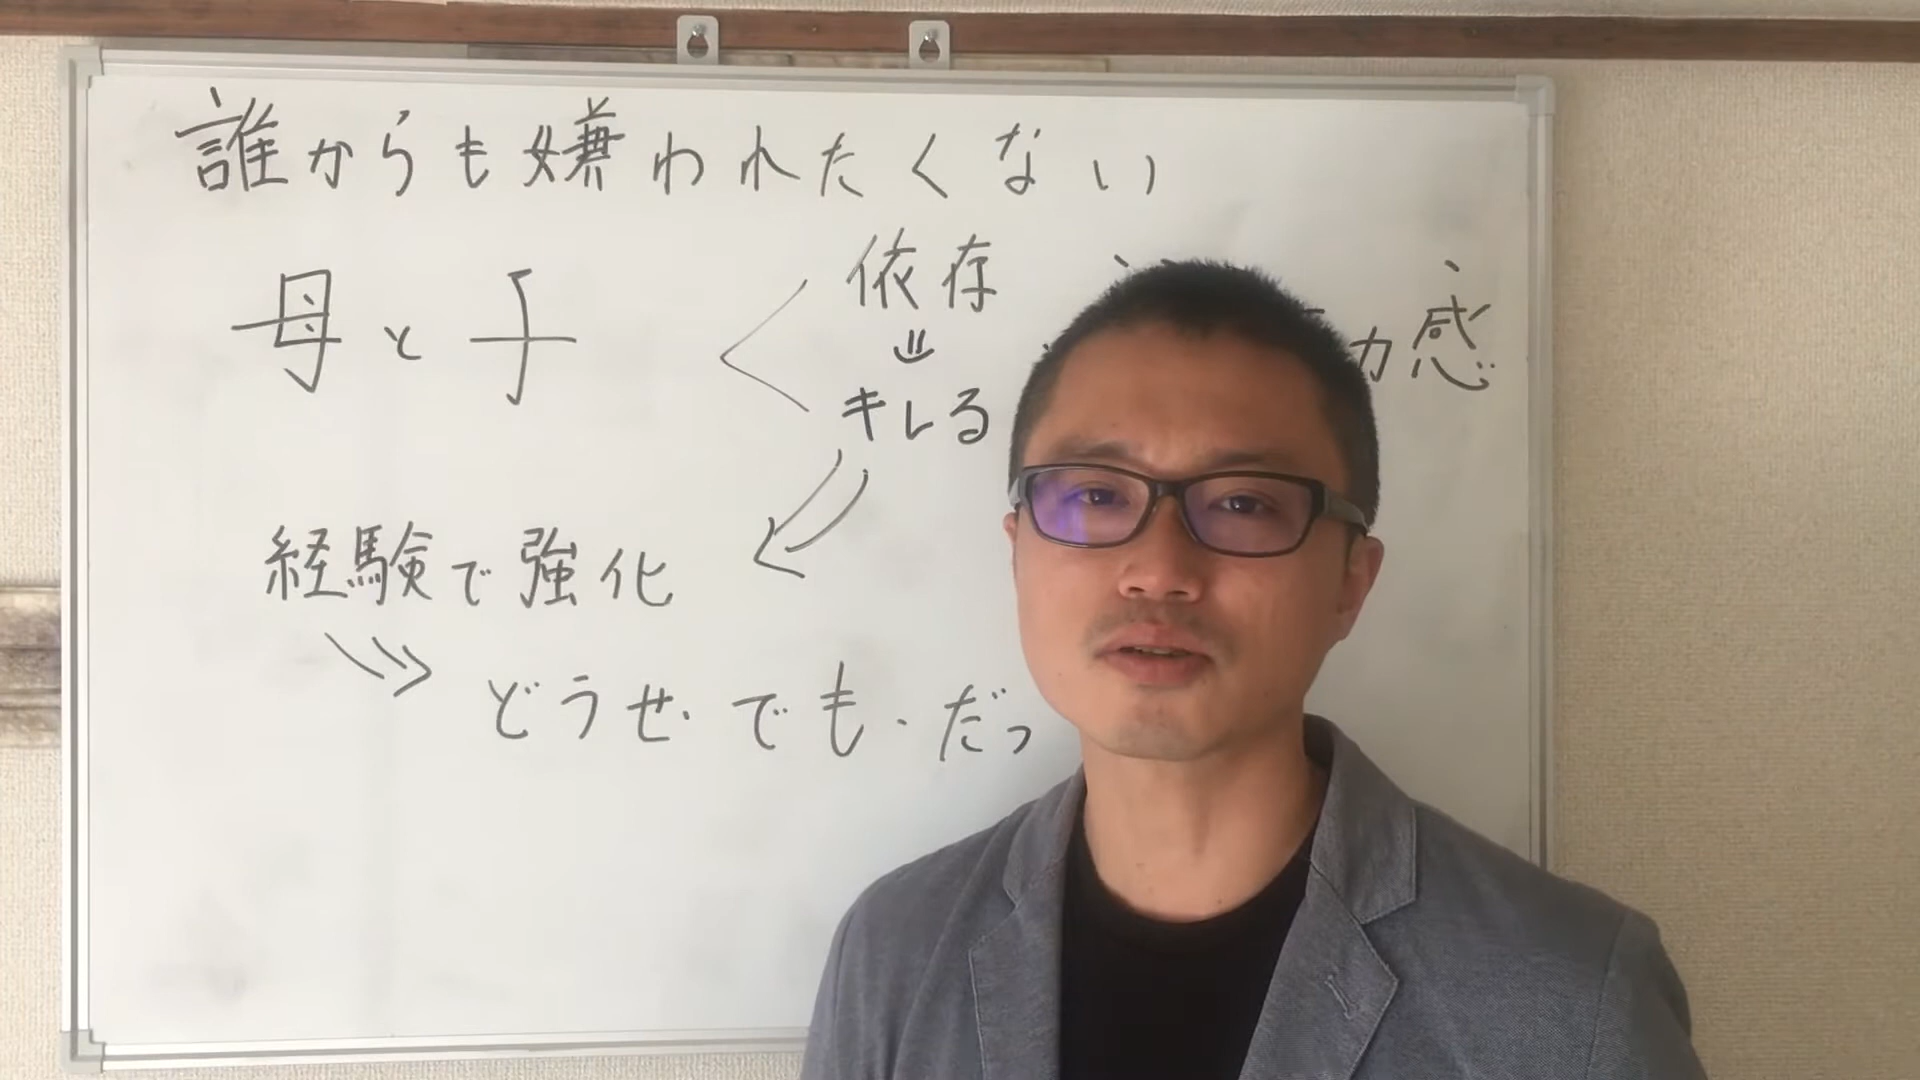 誰からも嫌われたくない
母と子
依存
力感
キレる
経験で強化
どうせ・でも・だっ